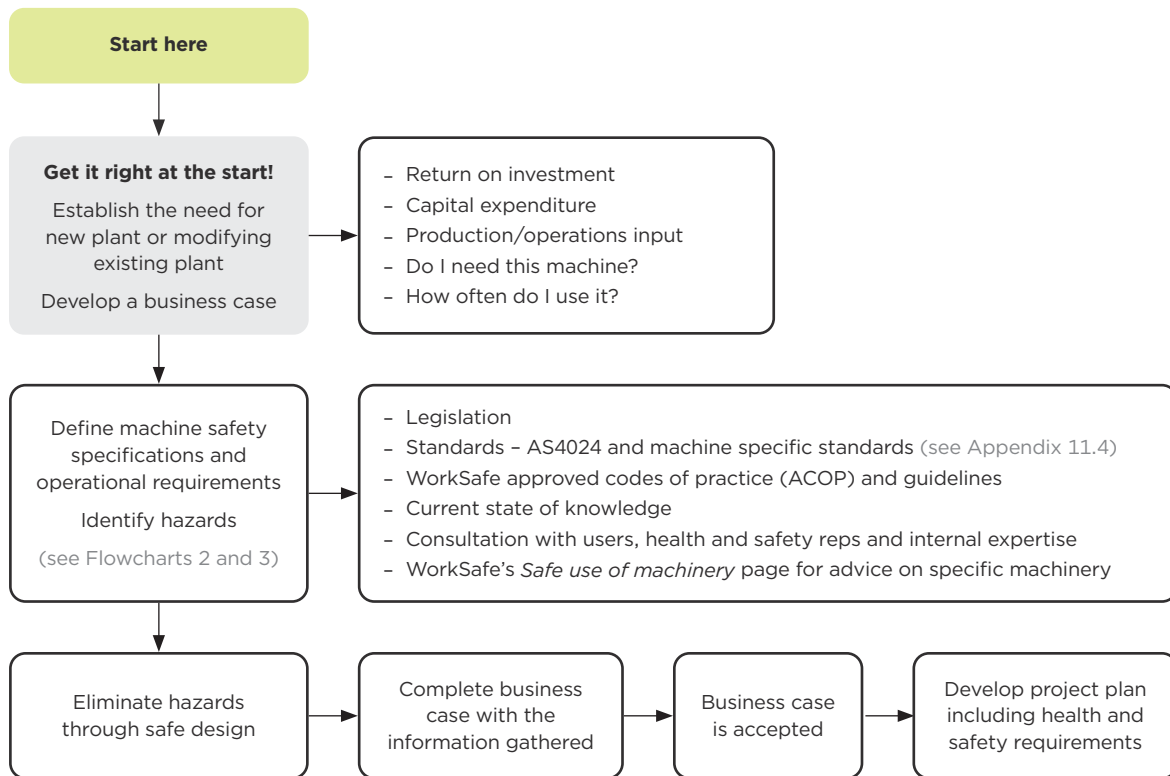 Start here
Get it right at the start!
Establish the need for
new plant or modifying
existing plant
Develop a business case
– Return on investment
– Capital expenditure
– Production/operations input
– Do I need this machine?
– How often do I use it?
Define machine safety
specifications and
operational requirements
Identify hazards
(see Flowcharts 2 and 3)
– Legislation
– Standards – AS4024 and machine specific standards (see Appendix 11.4)
– WorkSafe approved codes of practice (ACOP) and guidelines
– Current state of knowledge
– Consultation with users, health and safety reps and internal expertise
– WorkSafe's Safe use of machinery page for advice on specific machinery
Eliminate hazards
through safe design
Complete business
case with the
information gathered
Business case
is accepted
Develop project plan
including health and
safety requirements